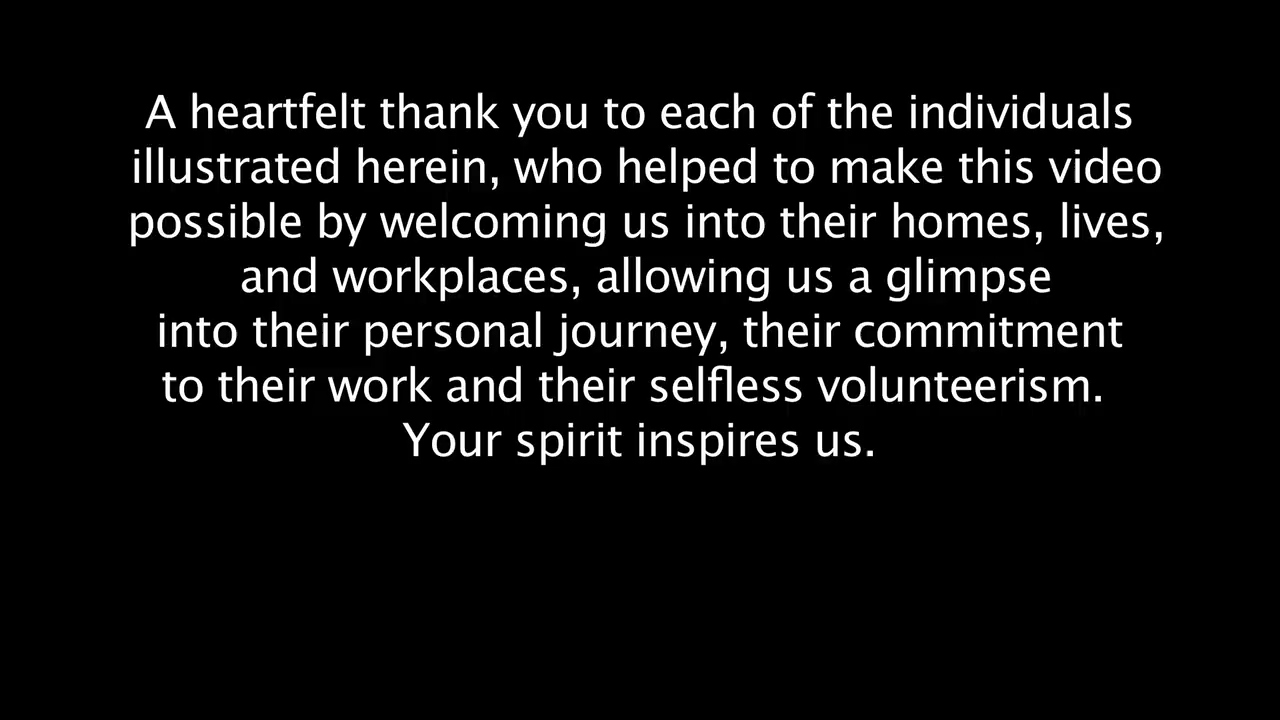 A heartfelt thank you to each of the individuals
illustrated herein, who helped to make this video
possible by welcoming us into their homes, lives,
and workplaces, allowing us a glimpse
into their personal journey, their commitment
to their work and their selfless volunteerism.
Your spirit inspires us.